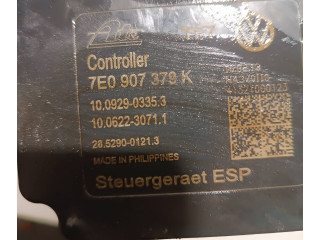 Ate
Controller
7E0 907 379 K
10.0929-0335.3
10.0622-3071.1
28.5290-0121.3
MADE IN PHILIPPINES
Steuergeraet ESP